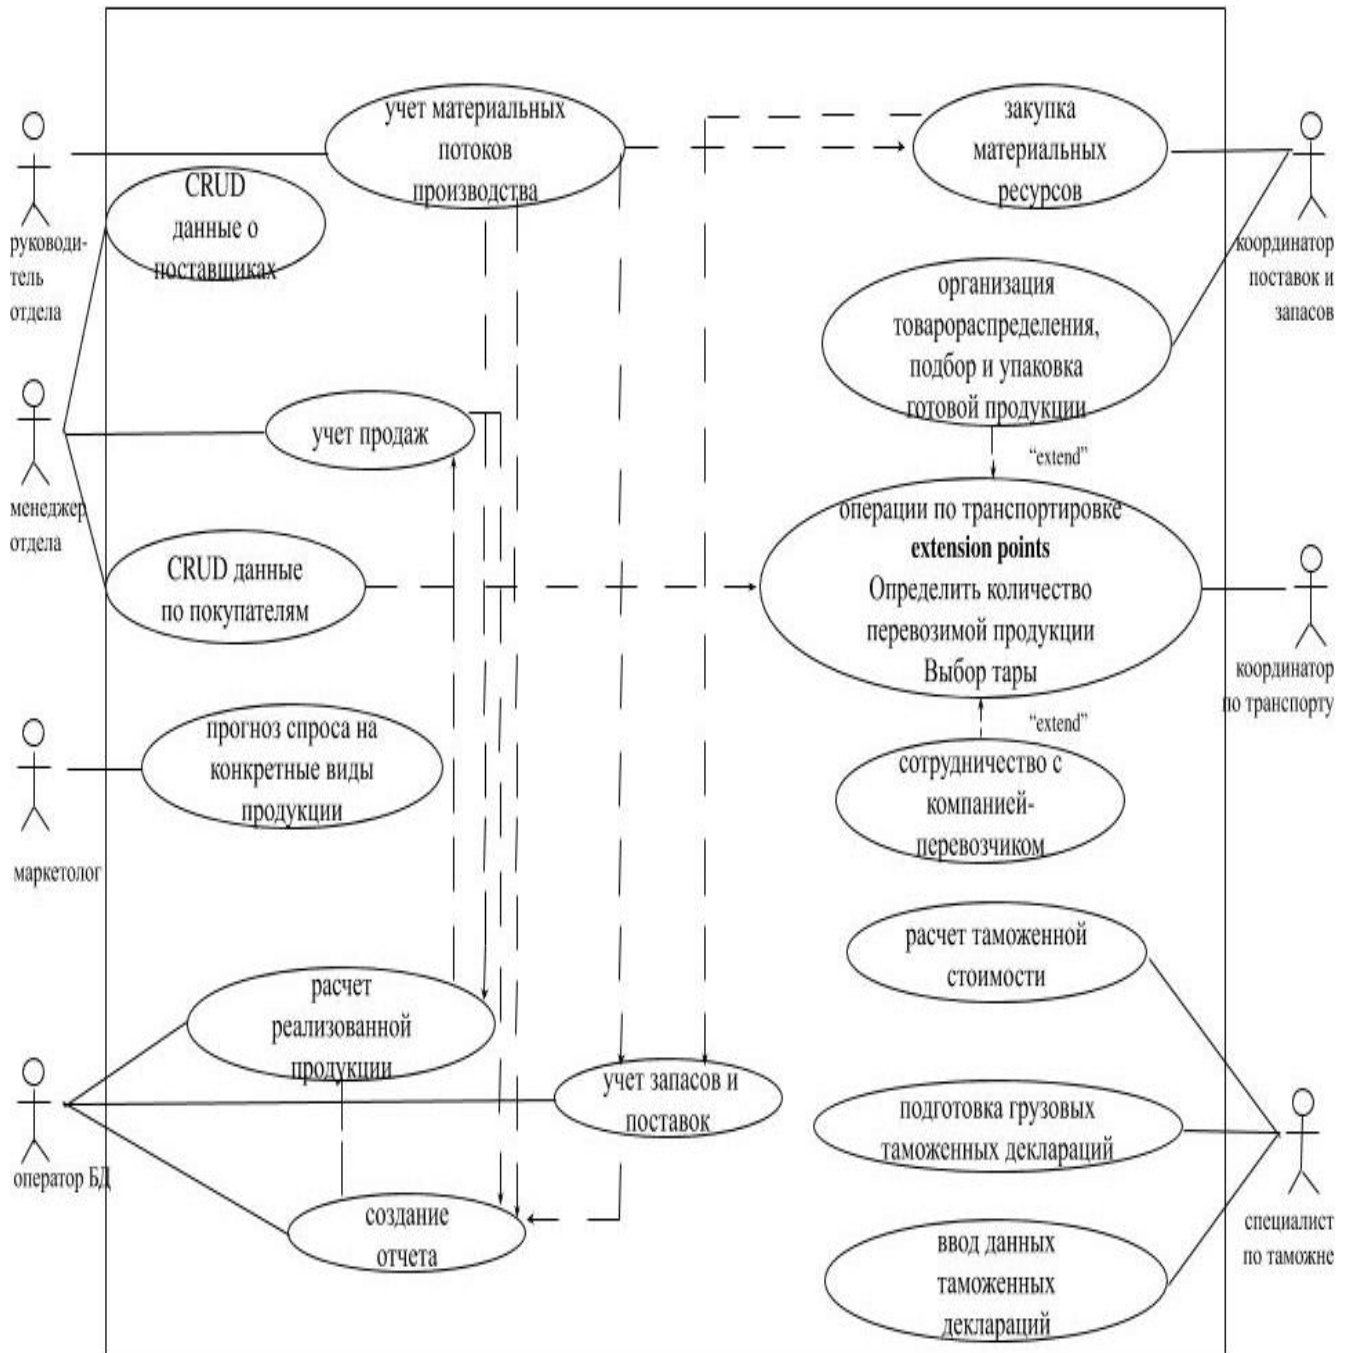 учет материальных
потоков
производства
закупка
материальных
ресурсов
руководи-
тель
отдела
CRUD
данные о
поставщиках
координатор
поставок и
запасов
организация
товарораспределения,
подбор и упаковка
готовой продукции
“extend”
учет продаж
менеджер
отдела
операции по транспортировке
extension points
Определить количество
перевозимой продукции
Выбор тары
CRUD данные
по покупателям
координатор
по транспорту
“extend”
прогноз спроса на
конкретные виды
продукции
маркетолог
сотрудничество с
компанией-
перевозчиком
расчет таможенной
стоимости
расчет
реализованной
продукции
учет запасов и
поставок
подготовка грузовых
таможенных деклараций
оператор БД
создание
отчета
специалист
по таможне
ввод данных
таможенных
деклараций